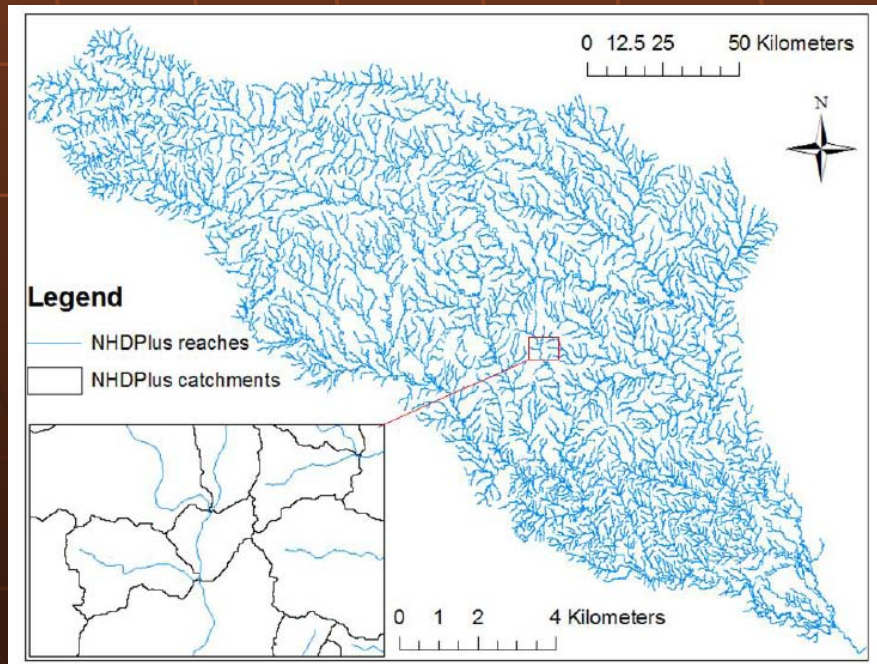 0 12.5 25 50 Kilometers
N
Legend
NHDPlus reaches
NHDPlus catchments
0 1 2 4 Kilometers